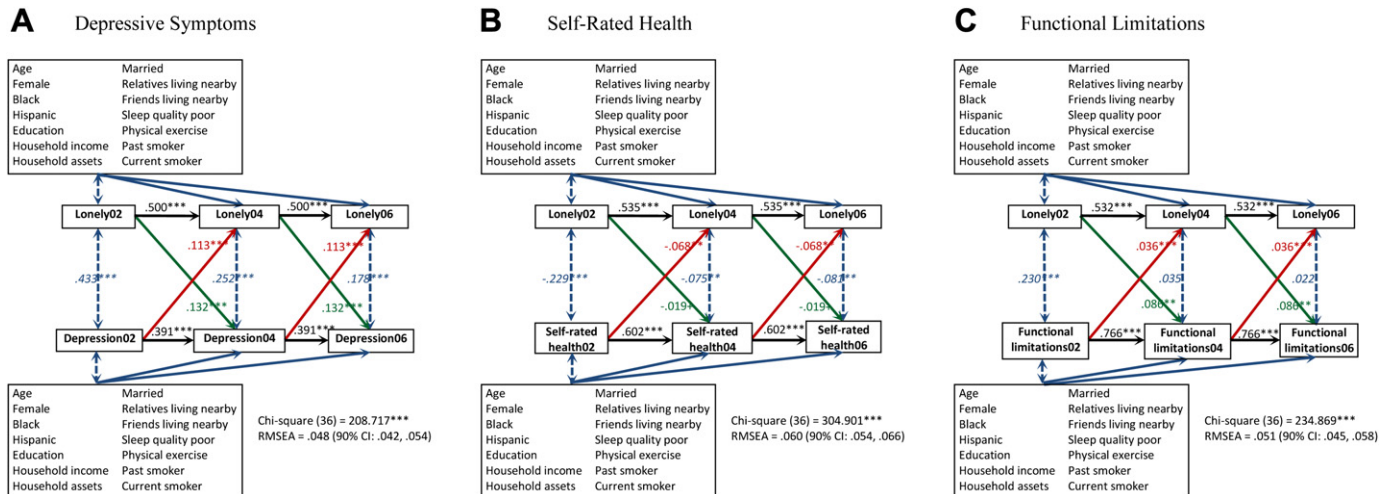 A Depressive Symptoms
Age Married
Female Relatives living nearby
Black Friends living nearby
Hispanic Sleep quality poor
Education Physical exercise
Household income Past smoker
Household assets Current smoker
.500*** .500***
Lonely02 Lonely04 Lonely06
.113*** .113***
.433*** .252*** .178***
.132*** .132***
.391*** .391***
Depression02 Depression04 Depression06
Age Married
Female Relatives living nearby
Black Friends living nearby
Hispanic Sleep quality poor
Education Physical exercise
Household income Past smoker
Household assets Current smoker
Chi-square (36) = 208.717***
RMSEA = .048 (90% CI: .042, .054)
B Self-Rated Health
Age Married
Female Relatives living nearby
Black Friends living nearby
Hispanic Sleep quality poor
Education Physical exercise
Household income Past smoker
Household assets Current smoker
.535*** .535***
Lonely02 Lonely04 Lonely06
-.068** -.068**
-.229*** -.075** -.081**
-.019+ -.019+
.602*** .602***
Self-rated Self-rated Self-rated
health02 health04 health06
Age Married
Female Relatives living nearby
Black Friends living nearby
Hispanic Sleep quality poor
Education Physical exercise
Household income Past smoker
Household assets Current smoker
Chi-square (36) = 304.901***
RMSEA = .060 (90% CI: .054, .066)
C Functional Limitations
Age Married
Female Relatives living nearby
Black Friends living nearby
Hispanic Sleep quality poor
Education Physical exercise
Household income Past smoker
Household assets Current smoker
.532*** .532***
Lonely02 Lonely04 Lonely06
.036*** .036***
.230*** .035 .022
.086** .086**
.766*** .766***
Functional Functional Functional
limitations02 limitations04 limitations06
Age Married
Female Relatives living nearby
Black Friends living nearby
Hispanic Sleep quality poor
Education Physical exercise
Household income Past smoker
Household assets Current smoker
Chi-square (36) = 234.869***
RMSEA = .051 (90% CI: .045, .058)